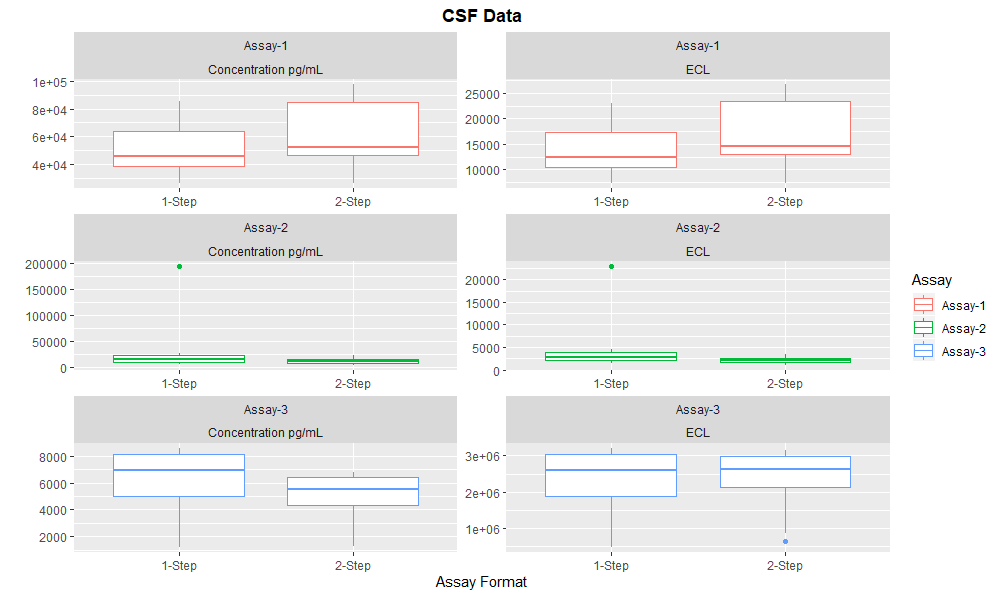 CSF Data
Assay-1
Concentration pg/mL
1e+05
8e+04
6e+04
4e+04
1-Step 2-Step
Assay-1
ECL
25000
20000
15000
10000
1-Step 2-Step
Assay-2
Concentration pg/mL
200000
150000
100000
50000
0
1-Step 2-Step
Assay-2
ECL
20000
15000
10000
5000
0
1-Step 2-Step
Assay-3
Concentration pg/mL
8000
6000
4000
2000
1-Step 2-Step
Assay-3
ECL
3e+06
2e+06
1e+06
1-Step 2-Step
Assay Format
Assay
Assay-1
Assay-2
Assay-3